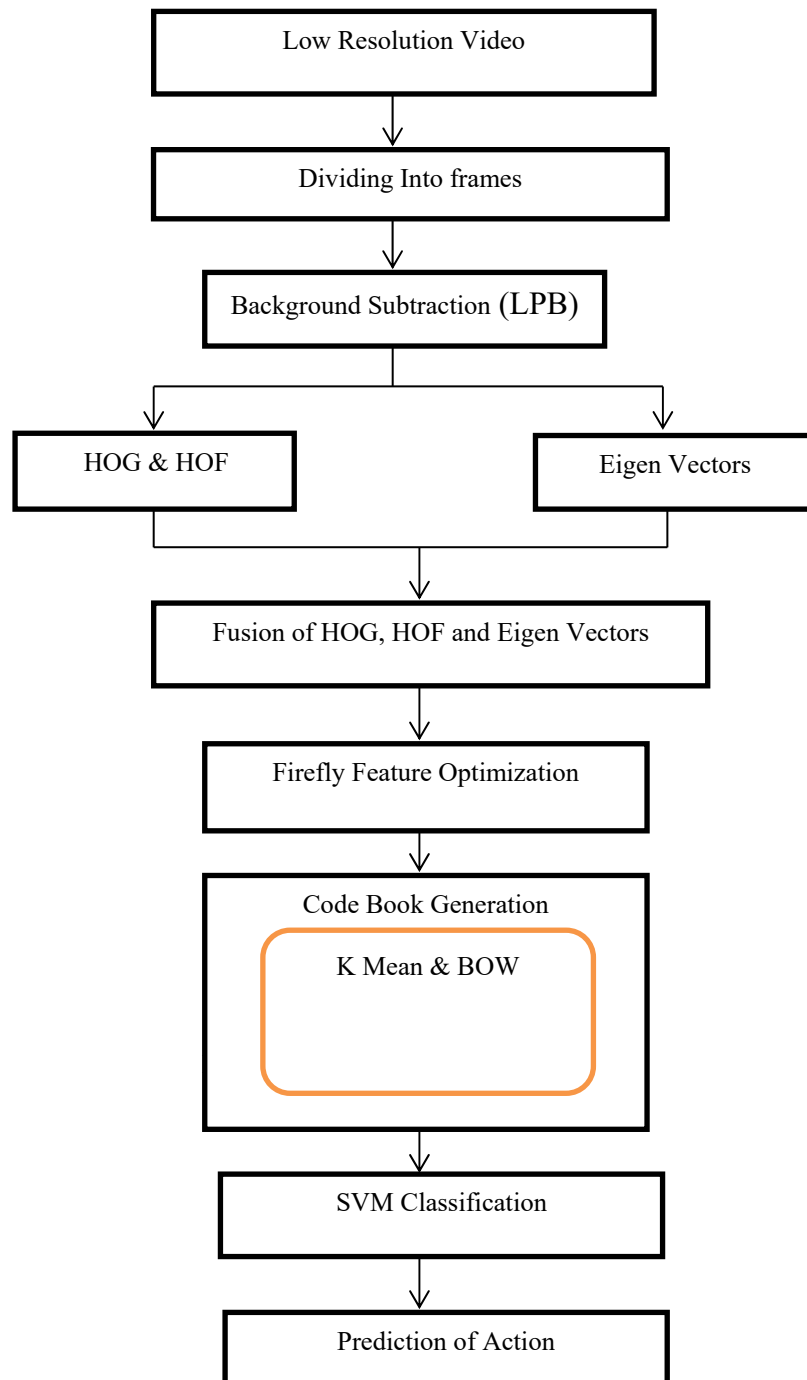 Low Resolution Video
Dividing Into frames
Background Subtraction (LPB)
HOG & HOF
Eigen Vectors
Fusion of HOG, HOF and Eigen Vectors
Firefly Feature Optimization
Code Book Generation
K Mean & BOW
SVM Classification
Prediction of Action